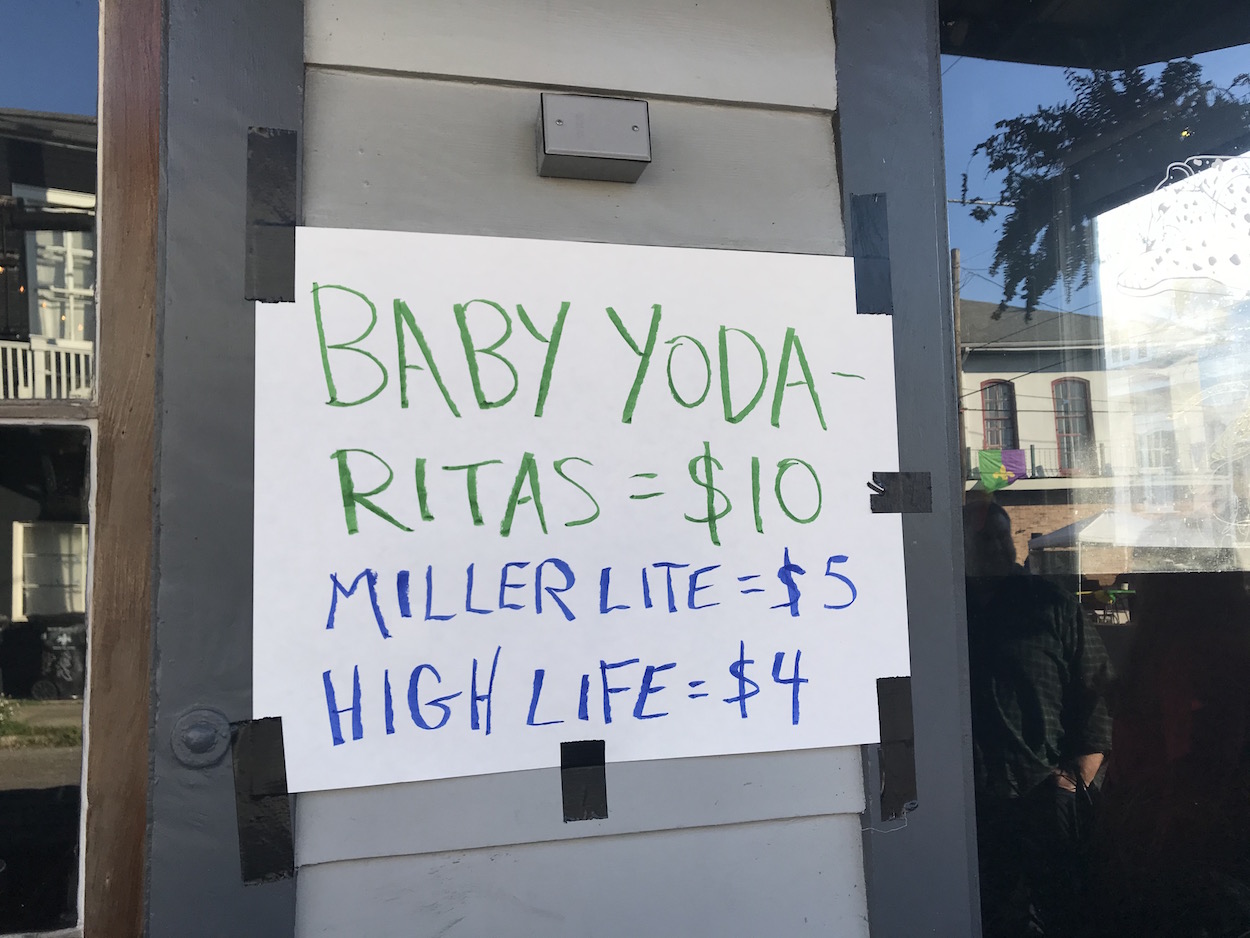 BABY YODA-
RITAS = $10
MILLER LITE = $5
HIGH LIFE = $4